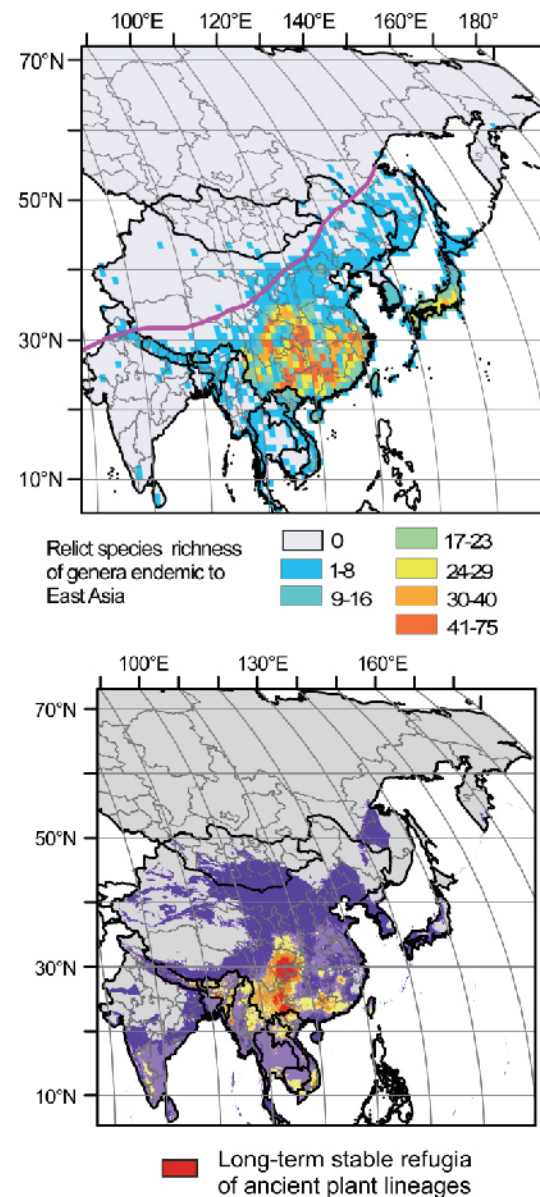 100°E 120°E 140°E 160°E 180°
70°N
50°N
30°N
10°N
Relict species richness
of genera endemic to
East Asia
0
1-8
9-16
17-23
24-29
30-40
41-75
100°E 130°E 160°E
70°N
50°N
30°N
10°N
Long-term stable refugia
of ancient plant lineages